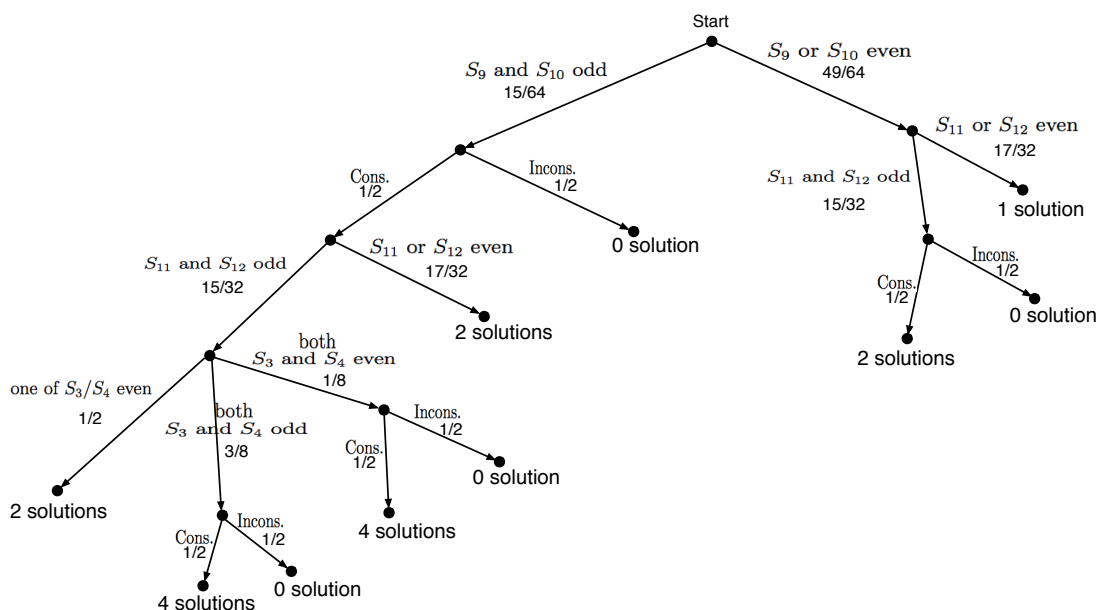 Start
S₉ or S₁₀ even
49/64
S₉ and S₁₀ odd
15/64
S₁₁ or S₁₂ even
17/32
Incons.
1/2
Cons.
1/2
S₁₁ and S₁₂ odd
15/32
1 solution
0 solution
S₁₁ or S₁₂ even
17/32
S₁₁ and S₁₂ odd
15/32
Incons.
1/2
Cons.
1/2
0 solution
2 solutions
2 solutions
both
S₃ and S₄ even
1/8
one of S₃/S₄ even
1/2
both
S₃ and S₄ odd
3/8
Incons.
1/2
Cons.
1/2
0 solution
2 solutions
4 solutions
Incons.
1/2
Cons.
1/2
0 solution
4 solutions